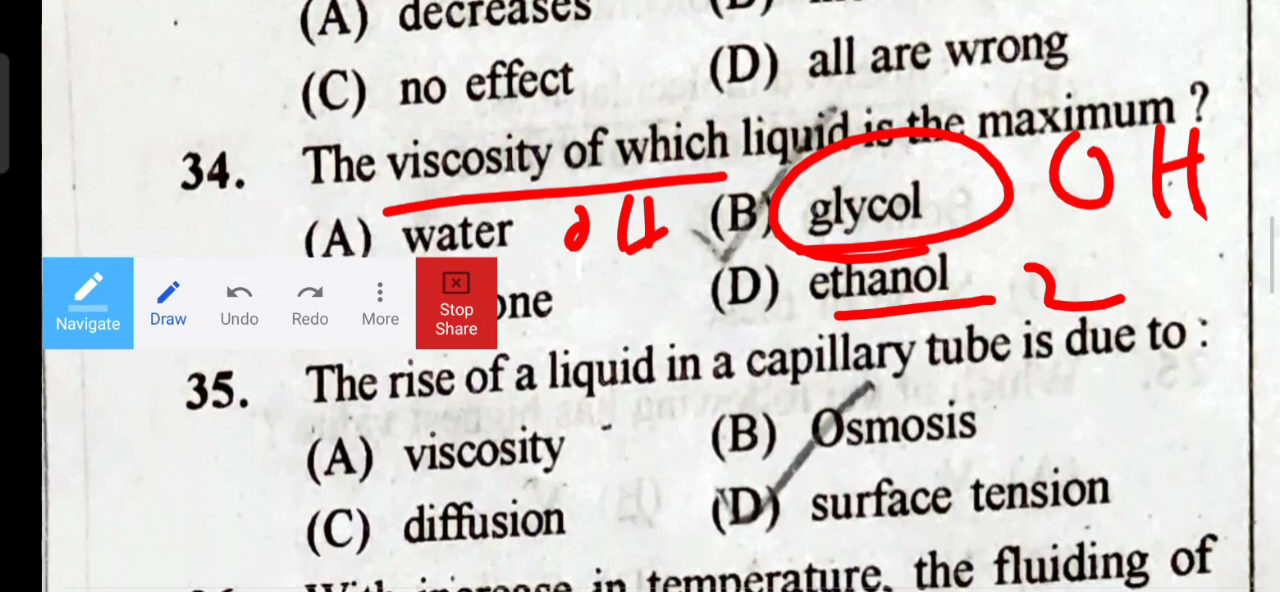 (A) decreases
(C) no effect (D) all are wrong
34. The viscosity of which liquid is the maximum ?
(A) water OH (B) glycol OH
one (D) ethanol 2
Navigate Draw Undo Redo More Stop Share
35. The rise of a liquid in a capillary tube is due to :
(A) viscosity (B) Osmosis
(C) diffusion (D) surface tension
in temperature, the fluiding of